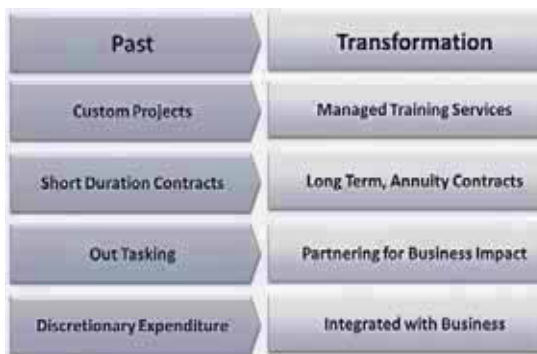 Past
Transformation
Custom Projects
Managed Training Services
Short Duration Contracts
Long Term, Annuity Contracts
Out Tasking
Partnering for Business Impact
Discretionary Expenditure
Integrated with Business